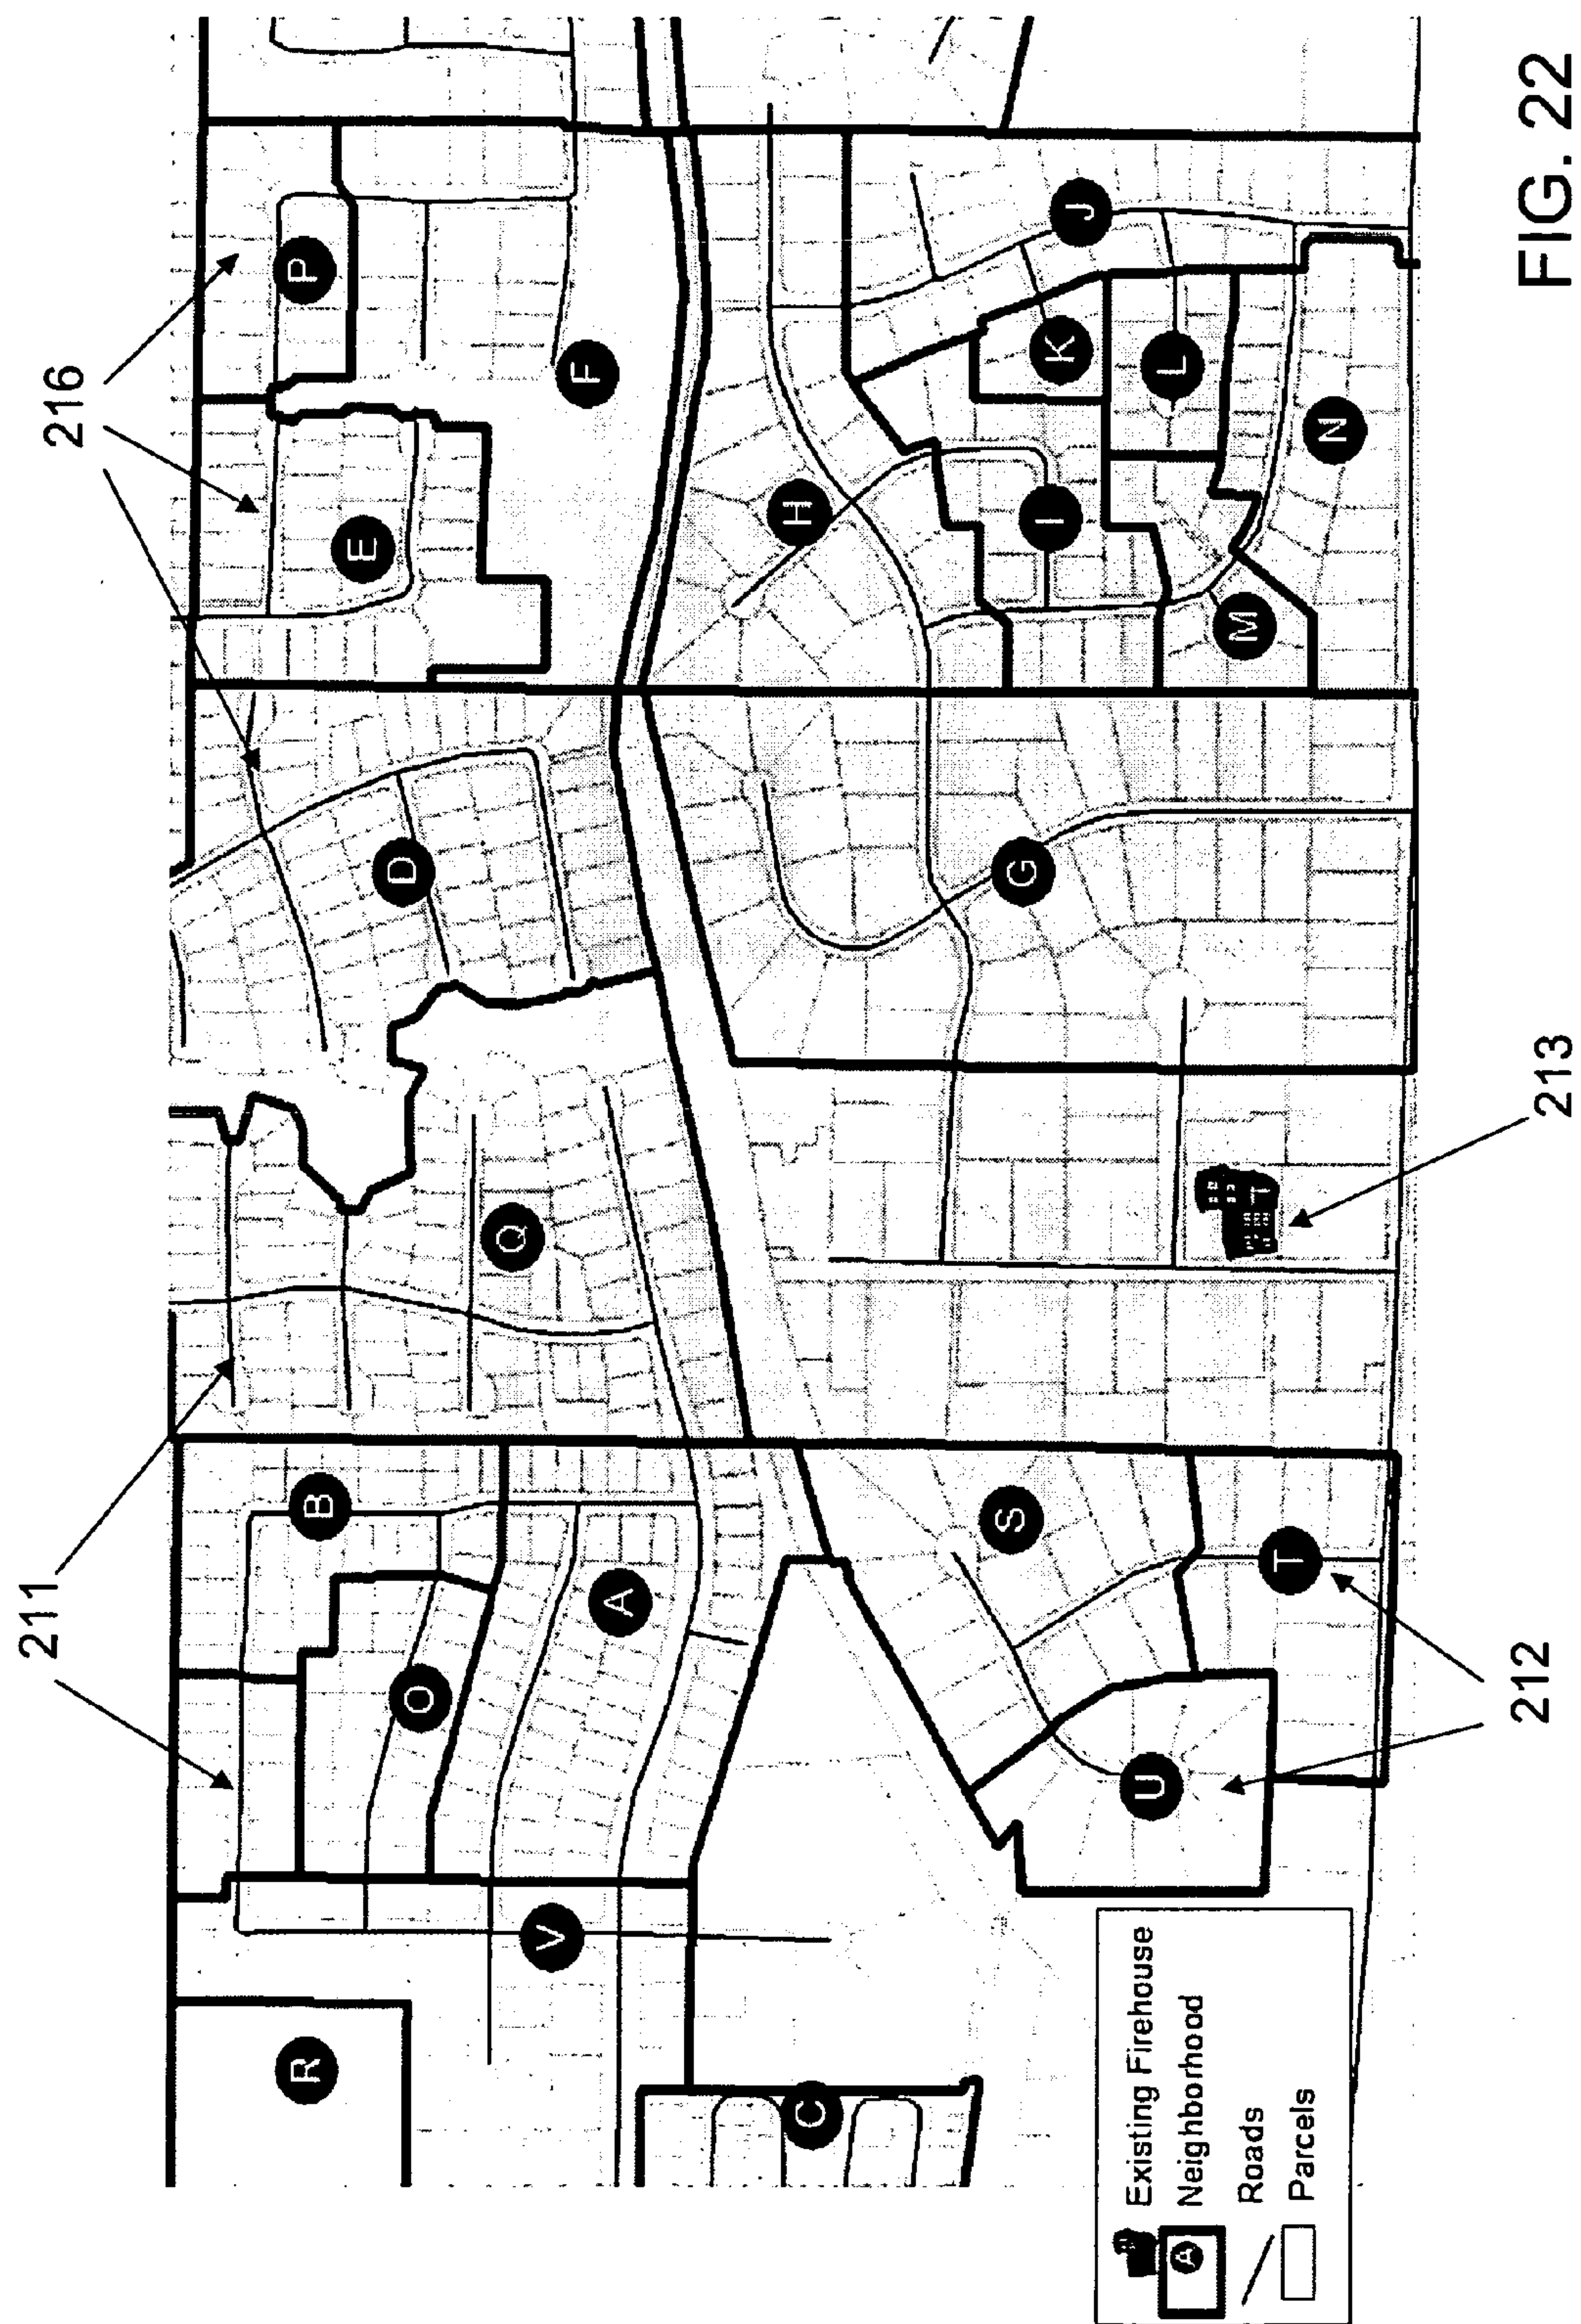 211
216
R
B
P
E
O
D
Q
V
F
A
C
H
S
G
I
K
J
U
L
M
T
N
Existing Firehouse
A Neighborhood
Roads
Parcels
212
213
FIG. 22